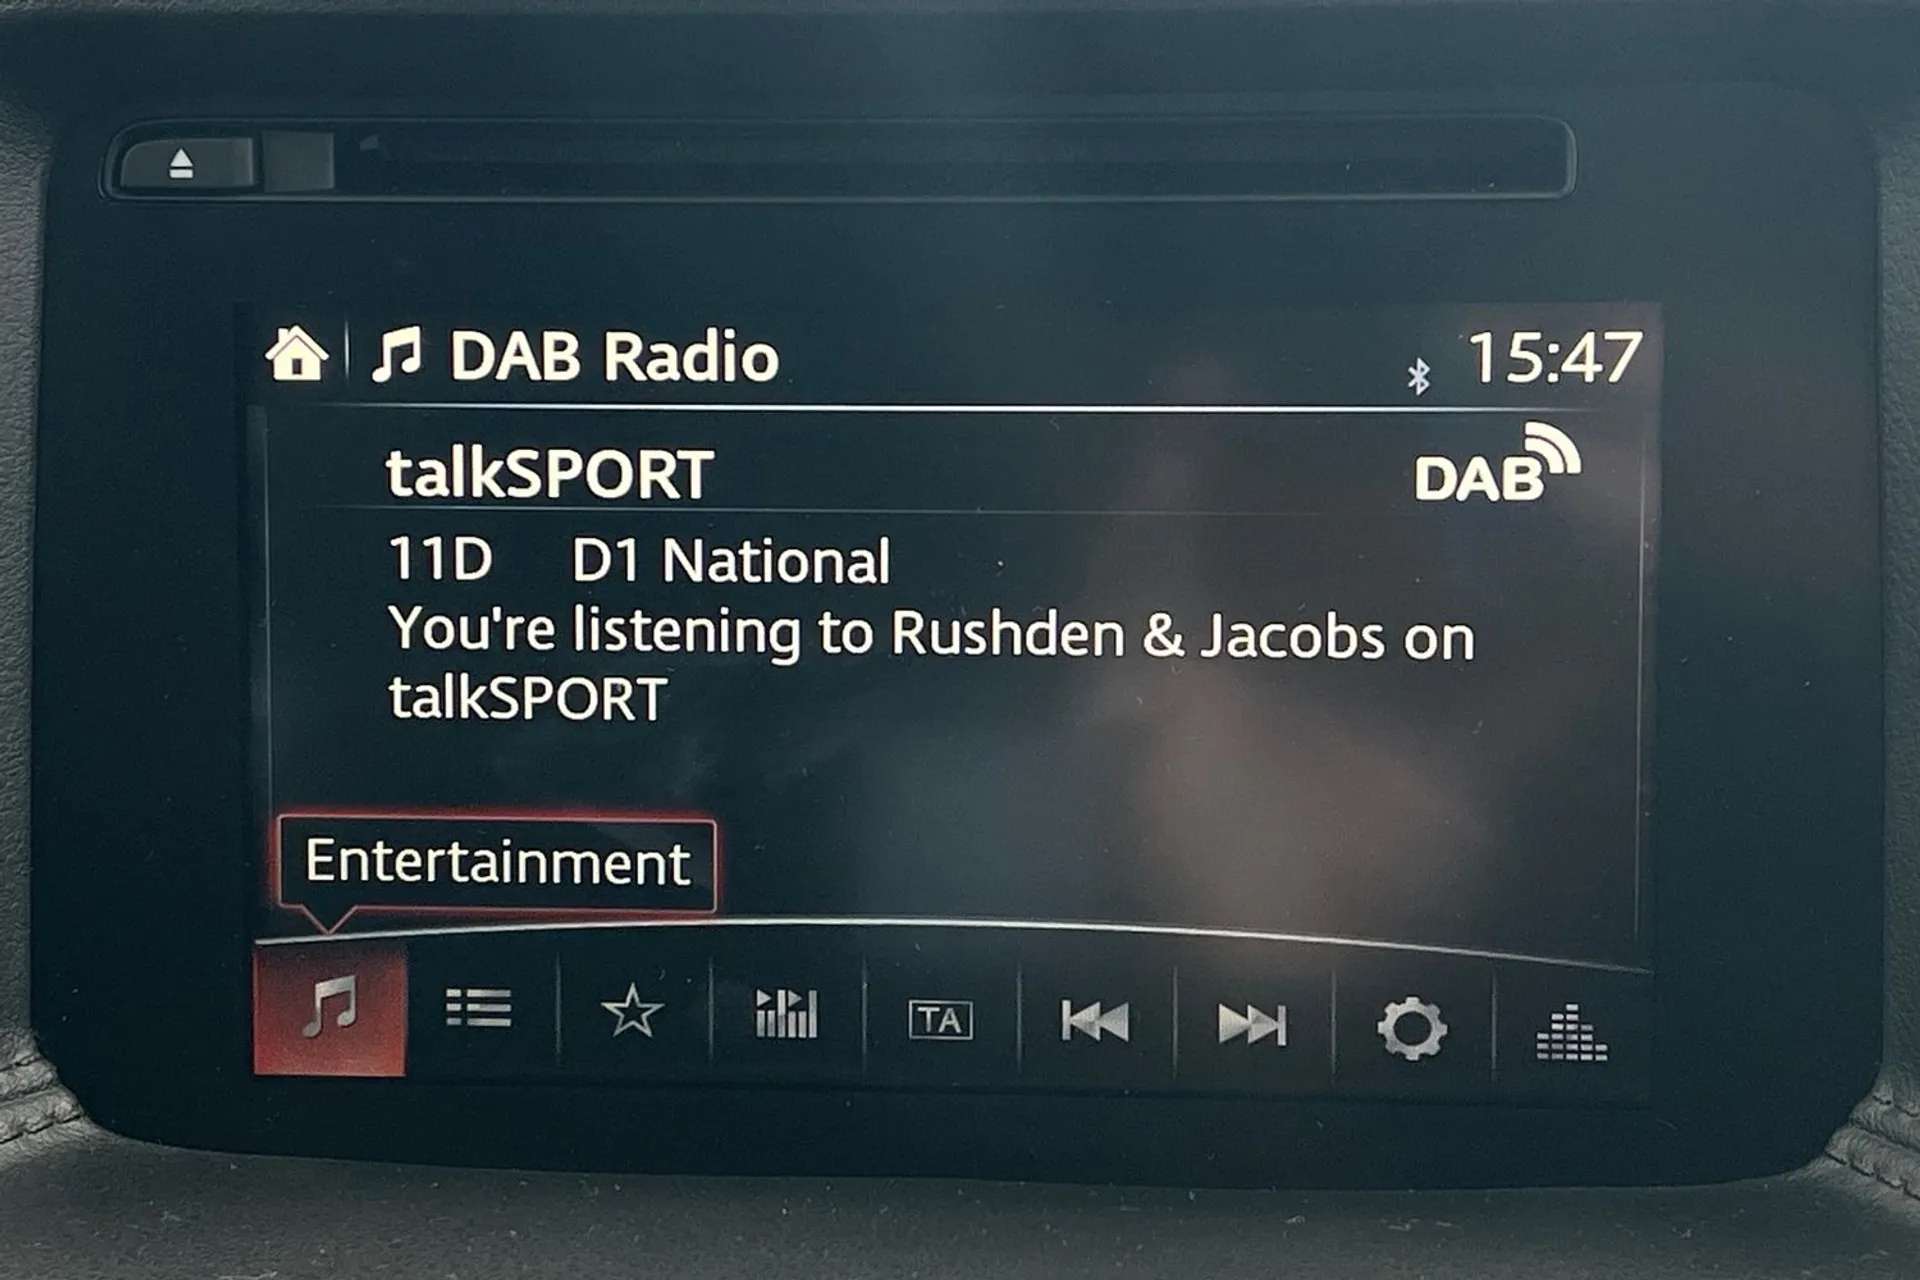 DAB Radio 15:47
talkSPORT DAB
11D D1 National
You're listening to Rushden & Jacobs on
talkSPORT
Entertainment
TA